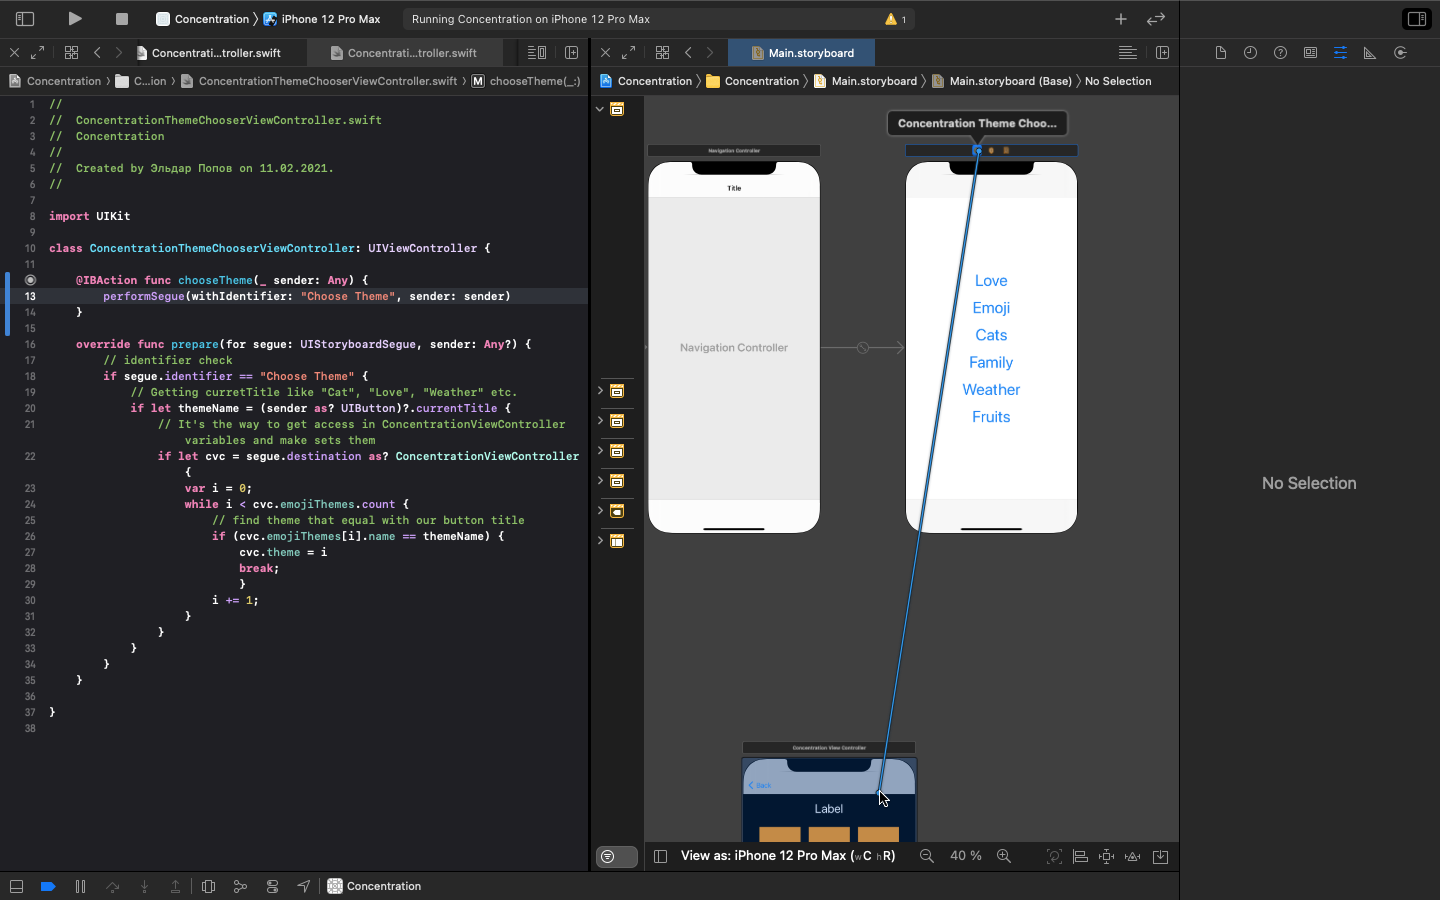 Concentration 〉 iPhone 12 Pro Max
Running Concentration on iPhone 12 Pro Max
1
Concentrati...troller.swift
Concentrati...troller.swift
Main.storyboard
Concentration 〉 C...ion 〉 ConcentrationThemeChooserViewController.swift 〉 M chooseTheme(_:)
Concentration 〉 Concentration 〉 Main.storyboard 〉 Main.storyboard (Base) 〉 No Selection
1 //
2 //  ConcentrationThemeChooserViewController.swift
3 //  Concentration
4 //
5 //  Created by Эльдар Попов on 11.02.2021.
6 //
7
8 import UIKit
9
10 class ConcentrationThemeChooserViewController: UIViewController {
11
@IBAction func chooseTheme(_ sender: Any) {
13 performSegue(withIdentifier: "Choose Theme", sender: sender)
14 }
15
16 override func prepare(for segue: UIStoryboardSegue, sender: Any?) {
17 // identifier check
18 if segue.identifier == "Choose Theme" {
19 // Getting curretTitle like "Cat", "Love", "Weather" etc.
20 if let themeName = (sender as? UIButton)?.currentTitle {
21 // It's the way to get access in ConcentrationViewController
variables and make sets them
22 if let cvc = segue.destination as? ConcentrationViewController
{
23 var i = 0;
24 while i < cvc.emojiThemes.count {
25 // find theme that equal with our button title
26 if (cvc.emojiThemes[i].name == themeName) {
27 cvc.theme = i
28 break;
29 }
30 i += 1;
31 }
32 }
33 }
34 }
35 }
36
37 }
38
Concentration Theme Choo...
Navigation Controller
Title
Navigation Controller
Love
Emoji
Cats
Family
Weather
Fruits
Concentration View Controller
Back
Label
No Selection
View as: iPhone 12 Pro Max (wC hR)
40 %
Concentration